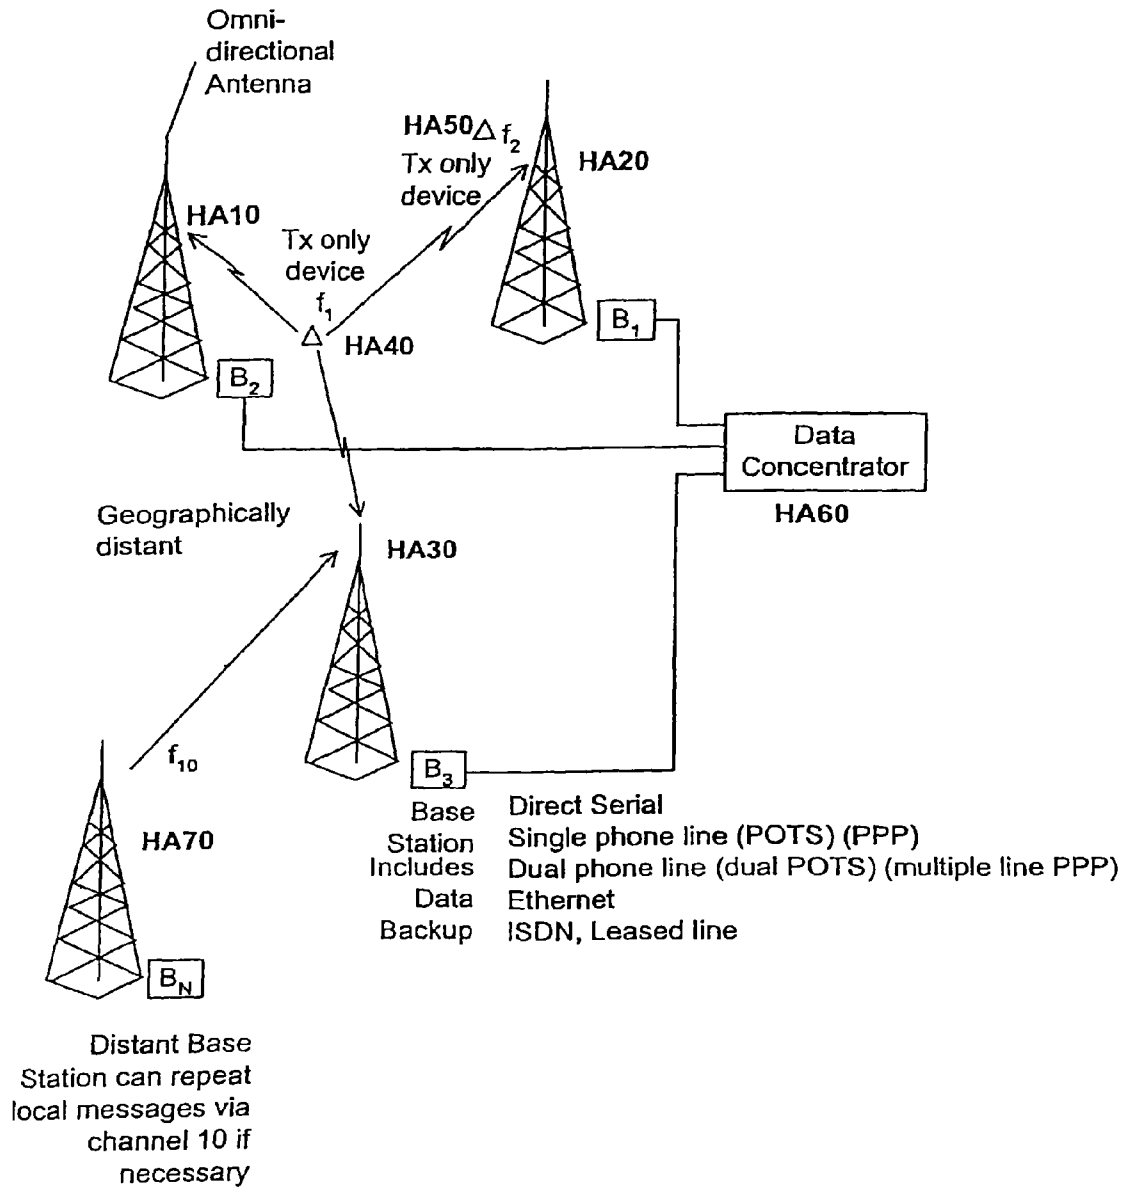 Omni-
directional
Antenna
HA50 Δ f2
Tx only
device
HA20
HA10
Tx only
device
f1
Δ HA40
B1
B2
Data
Concentrator
HA60
Geographically
distant
HA30
f10
B3
HA70
Base
Station
Includes
Data
Backup
Direct Serial
Single phone line (POTS) (PPP)
Dual phone line (dual POTS) (multiple line PPP)
Ethernet
ISDN, Leased line
BN
Distant Base
Station can repeat
local messages via
channel 10 if
necessary